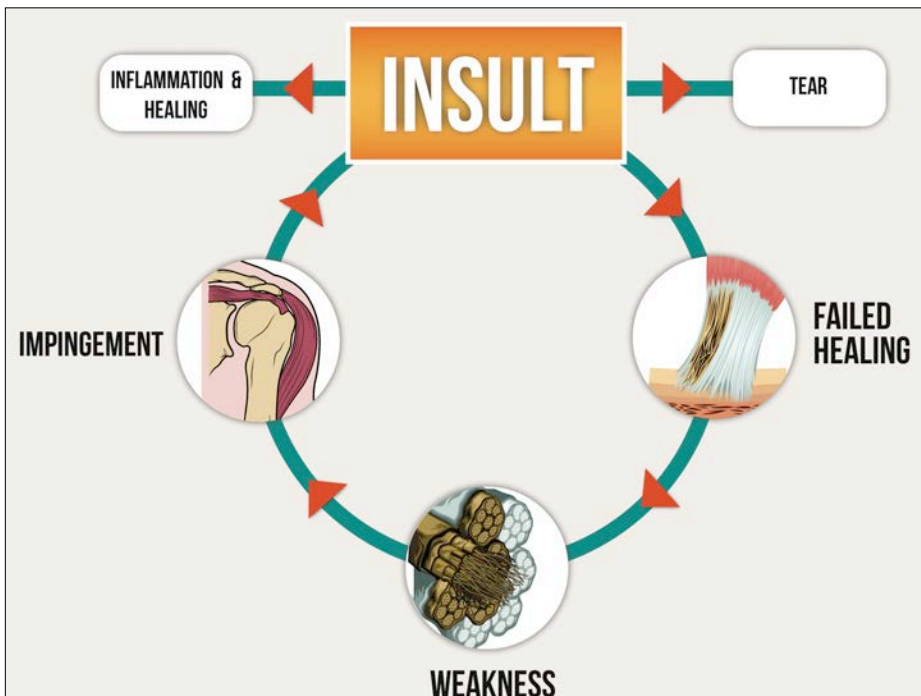 INFLAMMATION &
HEALING
INSULT
TEAR
IMPINGEMENT
FAILED
HEALING
WEAKNESS